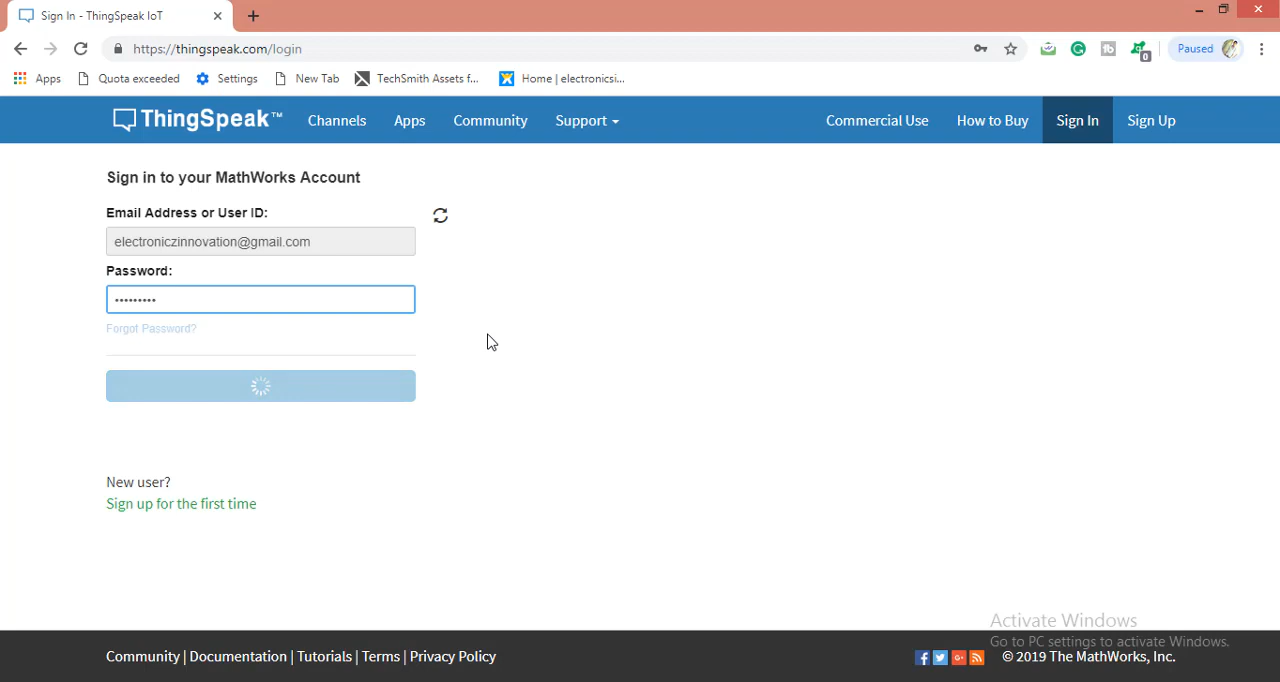 Sign In - ThingSpeak IoT
https://thingspeak.com/login
Paused
Apps Quota exceeded Settings New Tab TechSmith Assets f... Home | electronicsi...
0
ThingSpeak™ Channels Apps Community Support Commercial Use How to Buy Sign In Sign Up
Sign in to your MathWorks Account
Email Address or User ID:
electroniczinnovation@gmail.com
Password:
•••••••••
Forgot Password?
New user?
Sign up for the first time
Activate Windows
Go to PC settings to activate Windows.
Community | Documentation | Tutorials | Terms | Privacy Policy
© 2019 The MathWorks, Inc.